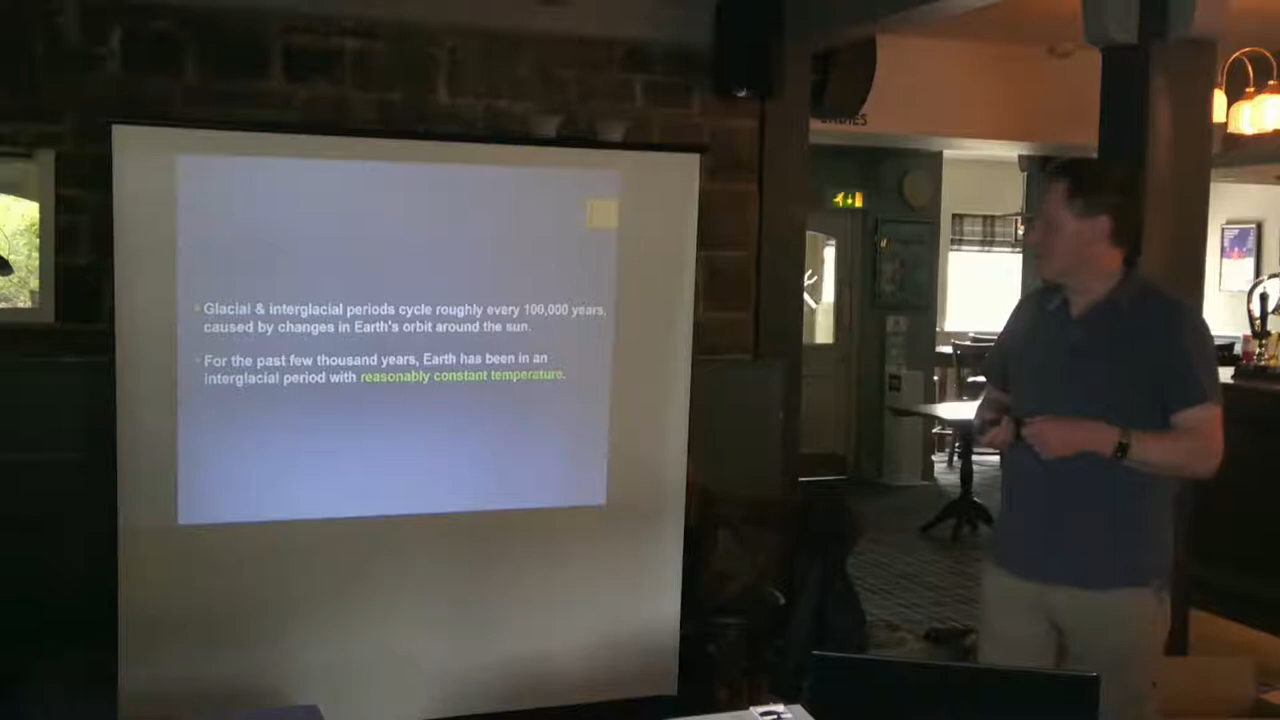 LADIES
Glacial & interglacial periods cycle roughly every 100,000 years,
caused by changes in Earth's orbit around the sun.
For the past few thousand years, Earth has been in an
interglacial period with reasonably constant temperature.